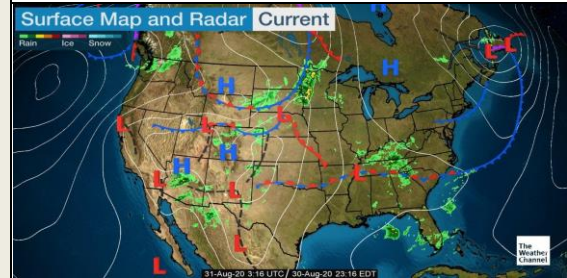 Surface Map and Radar Current
Rain Ice Snow
H
L L
H
H
L
L L
H
H
L
L L
L
L
The
Weather
Channel
31-Aug-20 3:16 UTC / 30-Aug-20 23:16 EDT